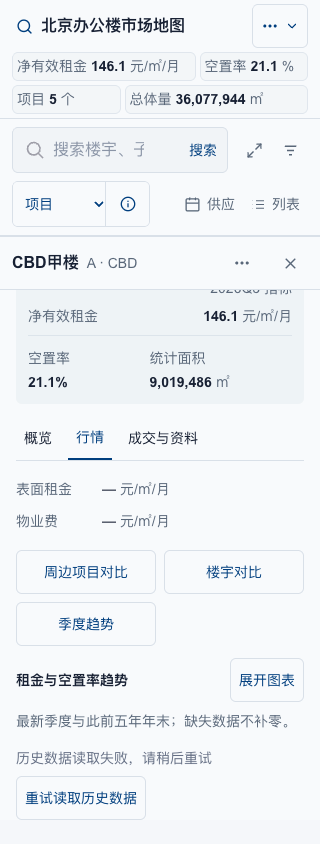 北京办公楼市场地图
净有效租金 146.1 元/㎡/月
空置率 21.1 %
项目 5 个
总体量 36,077,944 ㎡
搜索楼宇、
搜索
项目
供应
列表
CBD甲楼 A · CBD
净有效租金
146.1 元/㎡/月
空置率
统计面积
21.1%
9,019,486 ㎡
概览
行情
成交与资料
表面租金 — 元/㎡/月
物业费 — 元/㎡/月
周边项目对比
楼宇对比
季度趋势
租金与空置率趋势
展开图表
最新季度与此前五年年末；缺失数据不补零。
历史数据读取失败，请稍后重试
重试读取历史数据